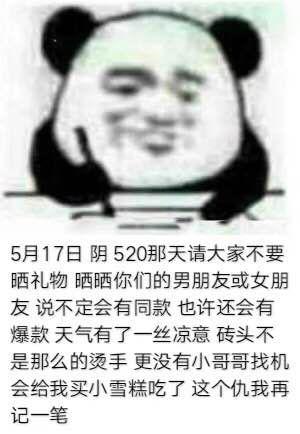 5月17日 阴 520那天请大家不要
晒礼物 晒晒你们的男朋友或女朋
友 说不定会有同款 也许还会有
爆款 天气有了一丝凉意 砖头不
是那么的烫手 更没有小哥哥找机
会给我买小雪糕吃了 这个仇我再
记一笔